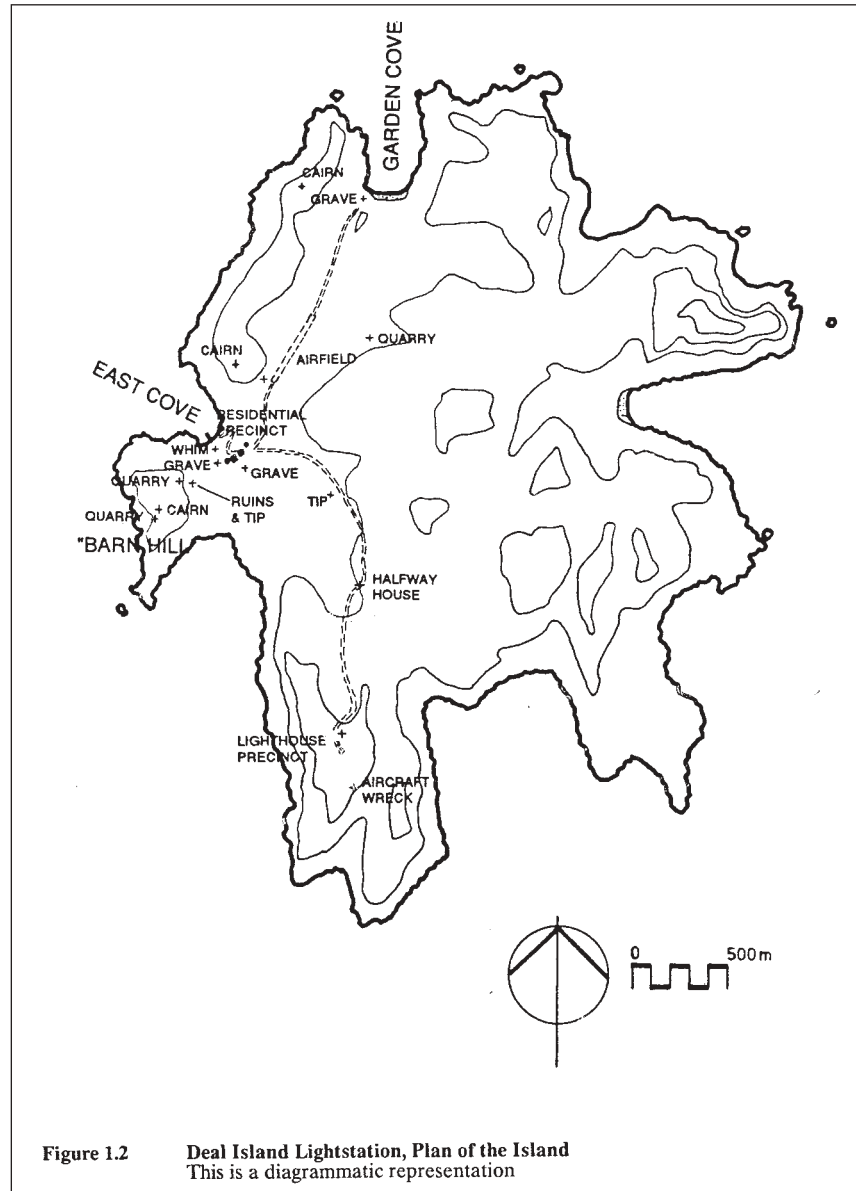 GARDEN COVE
CAIRN
GRAVE
QUARRY
CAIRN
AIRFIELD
EAST COVE
RESIDENTIAL
PRECINCT
WHIM
GRAVE
GRAVE
QUARRY
RUINS
& TIP
TIP
CAIRN
QUARRY
"BARN HILL
HALFWAY
HOUSE
LIGHTHOUSE
PRECINCT
AIRCRAFT
WRECK
0 500m
Figure 1.2 Deal Island Lightstation, Plan of the Island
This is a diagrammatic representation